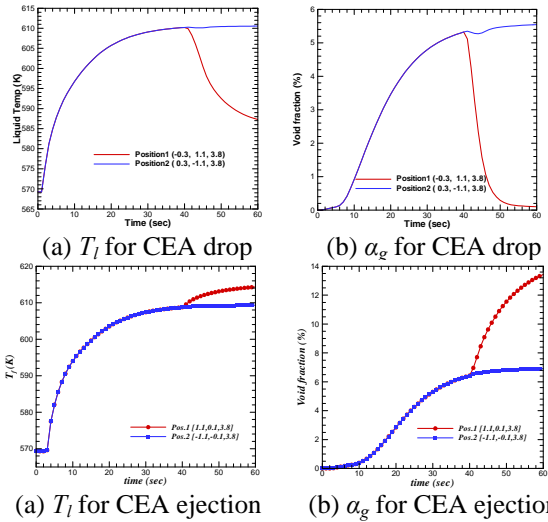 Liquid Temp (K)
615
610
605
600
595
590
585
580
575
570
565
0 10 20 30 40 50 60
Time (sec)
Position1 (-0.3, 1.1, 3.8)
Position2 ( 0.3, -1.1, 3.8)
Void fraction (%)
6
5
4
3
2
1
0
0 10 20 30 40 50 60
Time (sec)
Position1 (-0.3, 1.1, 3.8)
Position2 ( 0.3, -1.1, 3.8)
(a) Tl for CEA drop
(b) αg for CEA drop
Tf (K)
610
590
570
0 10 20 30 40 50 60
time (sec)
Pos.1 [1.1,0.1,3.8]
Pos.2 [-1.1,-0.1,3.8]
Void fraction (%)
14
12
10
8
6
4
2
0
0 10 20 30 40 50 60
time (sec)
Pos.1 [1.1,0.1,3.8]
Pos.2 [-1.1,-0.1,3.8]
(a) Tl for CEA ejection
(b) αg for CEA ejection